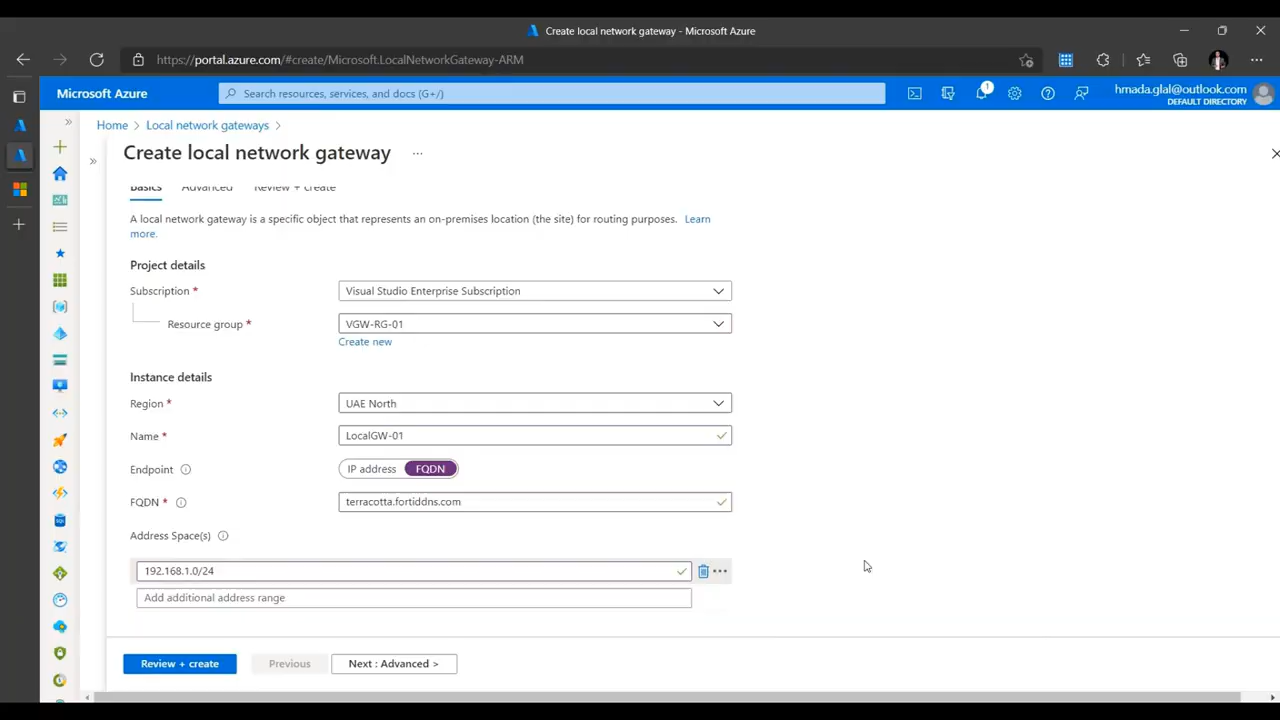 Create local network gateway - Microsoft Azure
https://portal.azure.com/#create/Microsoft.LocalNetworkGateway-ARM
Microsoft Azure
Search resources, services, and docs (G+/)
1
hmada.glal@outlook.com
DEFAULT DIRECTORY
Home > Local network gateways >
Create local network gateway ...
Basics Advanced Review + create
A local network gateway is a specific object that represents an on-premises location (the site) for routing purposes. Learn
more.
Project details
Subscription * Visual Studio Enterprise Subscription
Resource group * VGW-RG-01
Create new
Instance details
Region * UAE North
Name * LocalGW-01
Endpoint IP address FQDN
FQDN * terracotta.fortiddns.com
Address Space(s)
192.168.1.0/24
Add additional address range
Review + create Previous Next : Advanced >